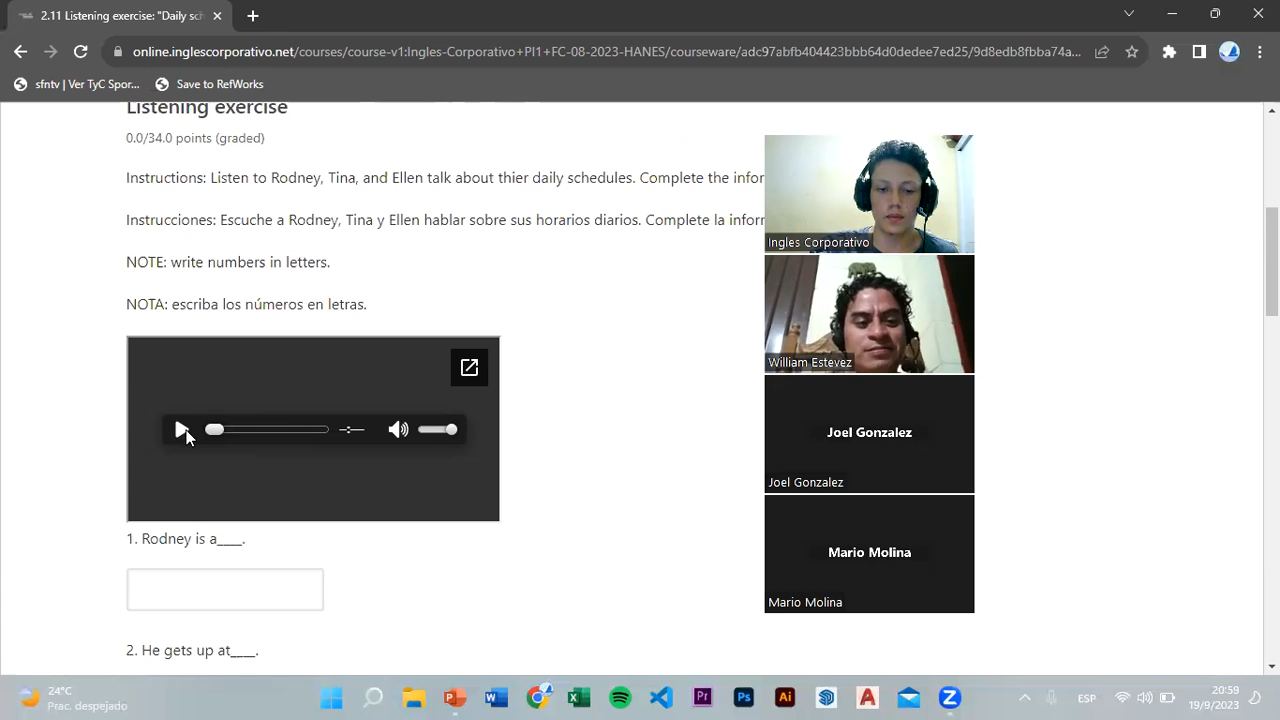 2.11 Listening exercise: "Daily sch
online.inglescorporativo.net/courses/course-v1:Ingles-Corporativo+PI1+FC-08-2023-HANES/courseware/adc97abfb404423bbb64d0dedee7ed25/9d8edb8fbba74a...
sfntv | Ver TyC Spor...
Save to RefWorks
Listening exercise
0.0/34.0 points (graded)
Instructions: Listen to Rodney, Tina, and Ellen talk about thier daily schedules. Complete the infor
Instrucciones: Escuche a Rodney, Tina y Ellen hablar sobre sus horarios diarios. Complete la inform
NOTE: write numbers in letters.
NOTA: escriba los números en letras.
Ingles Corporativo
William Estevez
Joel Gonzalez
Joel Gonzalez
Mario Molina
Mario Molina
-:-
1. Rodney is a____.
2. He gets up at____.
24°C
Prac. despejado
ESP
20:59
19/9/2023